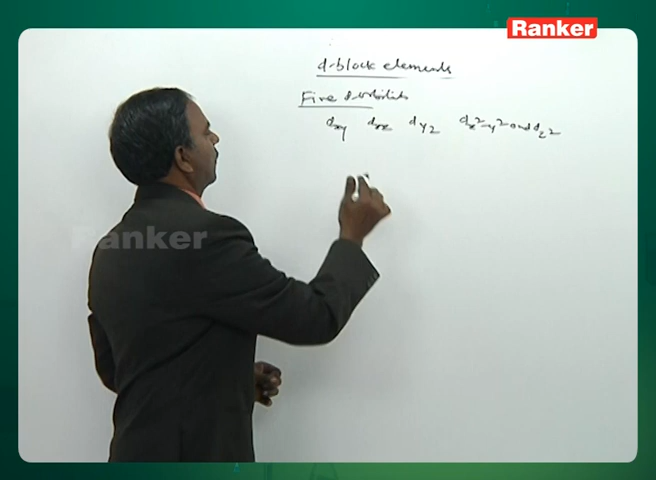 Ranker
d-block elements
Five d-orbitals
dxy dxz dyz dx²-y² and dz²
Ranker